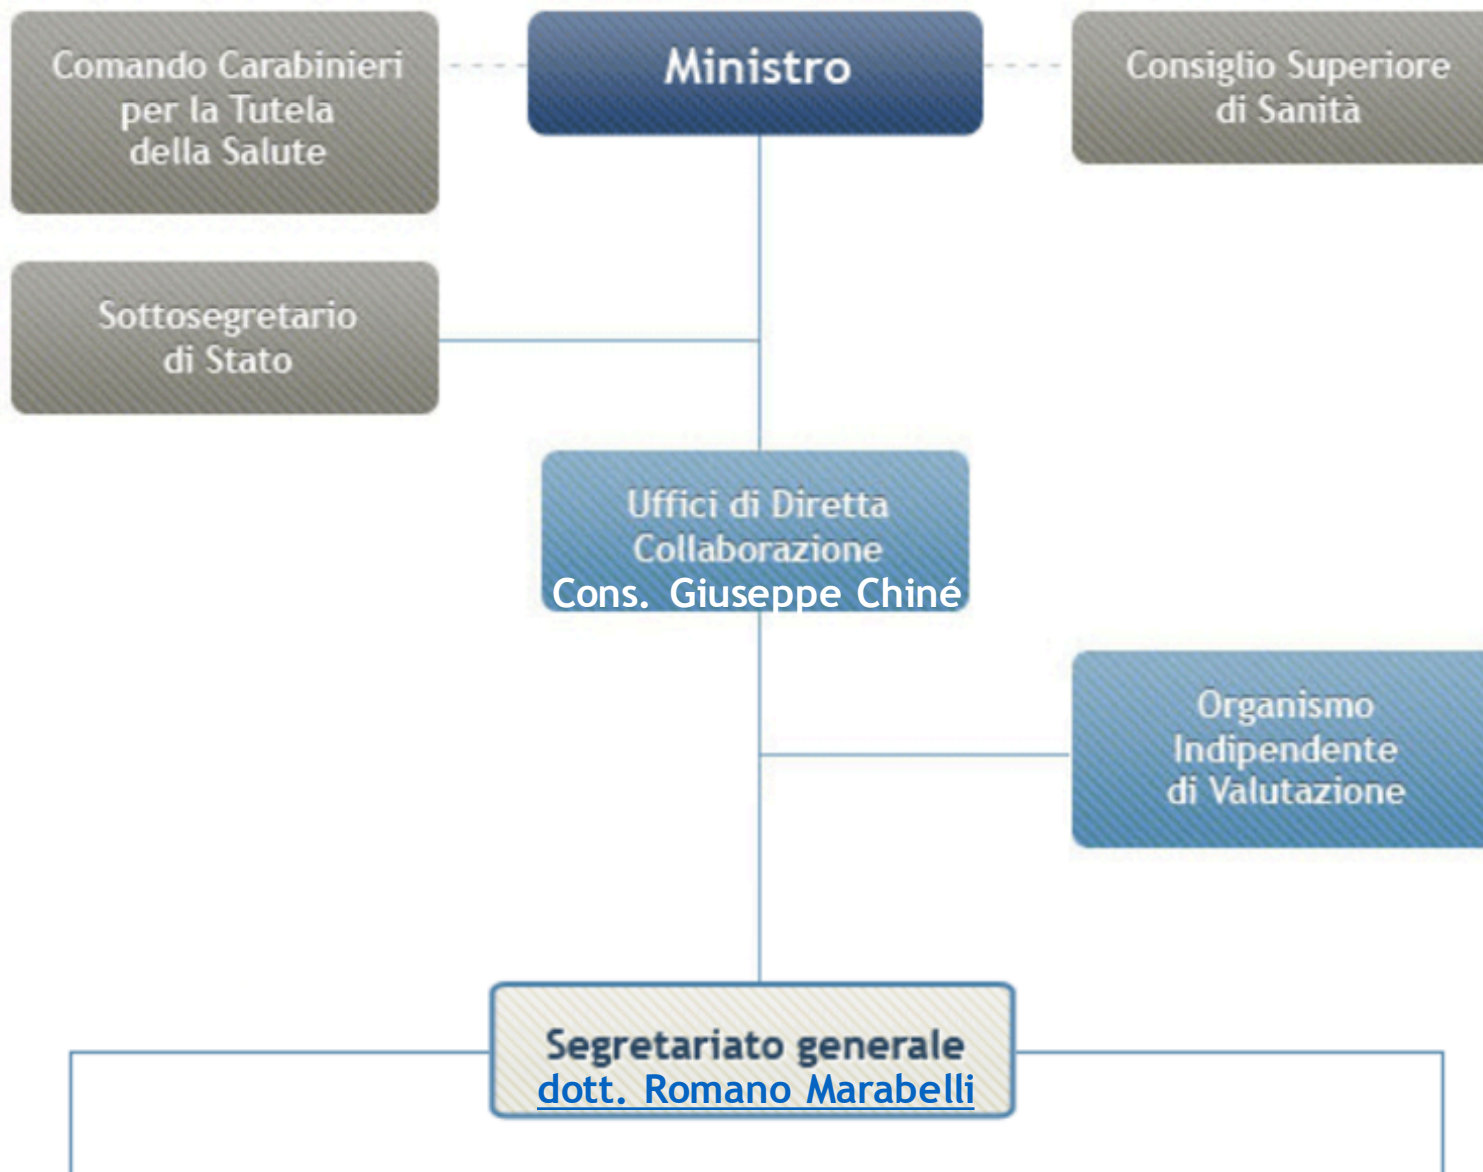 Comando Carabinieri
per la Tutela
della Salute
Ministro
Consiglio Superiore
di Sanità
Sottosegretario
di Stato
Uffici di Diretta
Collaborazione
Cons. Giuseppe Chiné
Organismo
Indipendente
di Valutazione
Segretariato generale
dott. Romano Marabelli